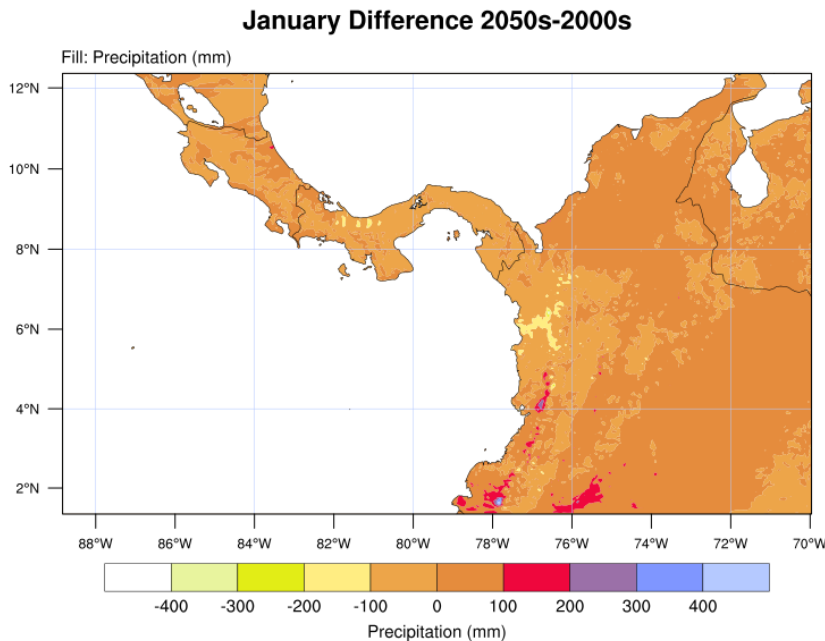 January Difference 2050s-2000s
Fill: Precipitation (mm)
12°N
10°N
8°N
6°N
4°N
2°N
88°W 86°W 84°W 82°W 80°W 78°W 76°W 74°W 72°W 70°W
-400 -300 -200 -100 0 100 200 300 400
Precipitation (mm)